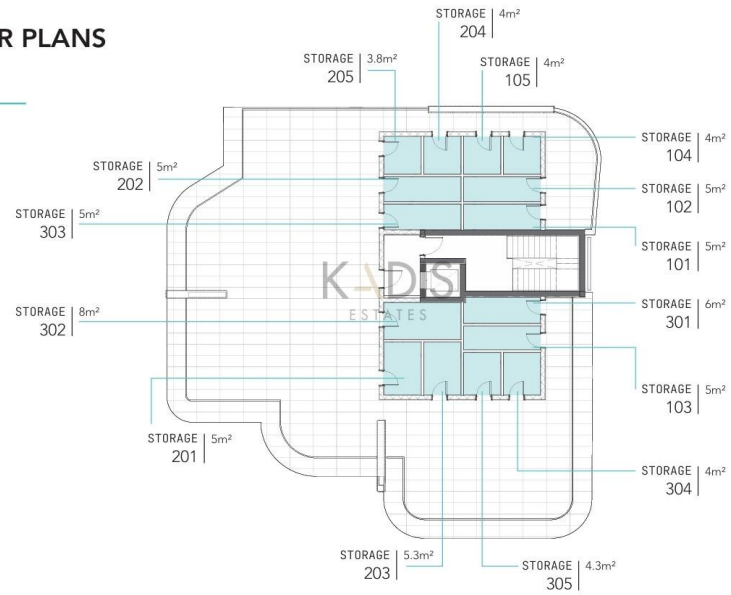 R PLANS
STORAGE 4m²
204
STORAGE 3.8m²
205
STORAGE 4m²
105
STORAGE 4m²
104
STORAGE 5m²
202
STORAGE 5m²
102
STORAGE 5m²
303
STORAGE 5m²
101
KADIS
ESTATES
STORAGE 6m²
301
STORAGE 8m²
302
STORAGE 5m²
103
STORAGE 5m²
201
STORAGE 4m²
304
STORAGE 5.3m²
203
STORAGE 4.3m²
305